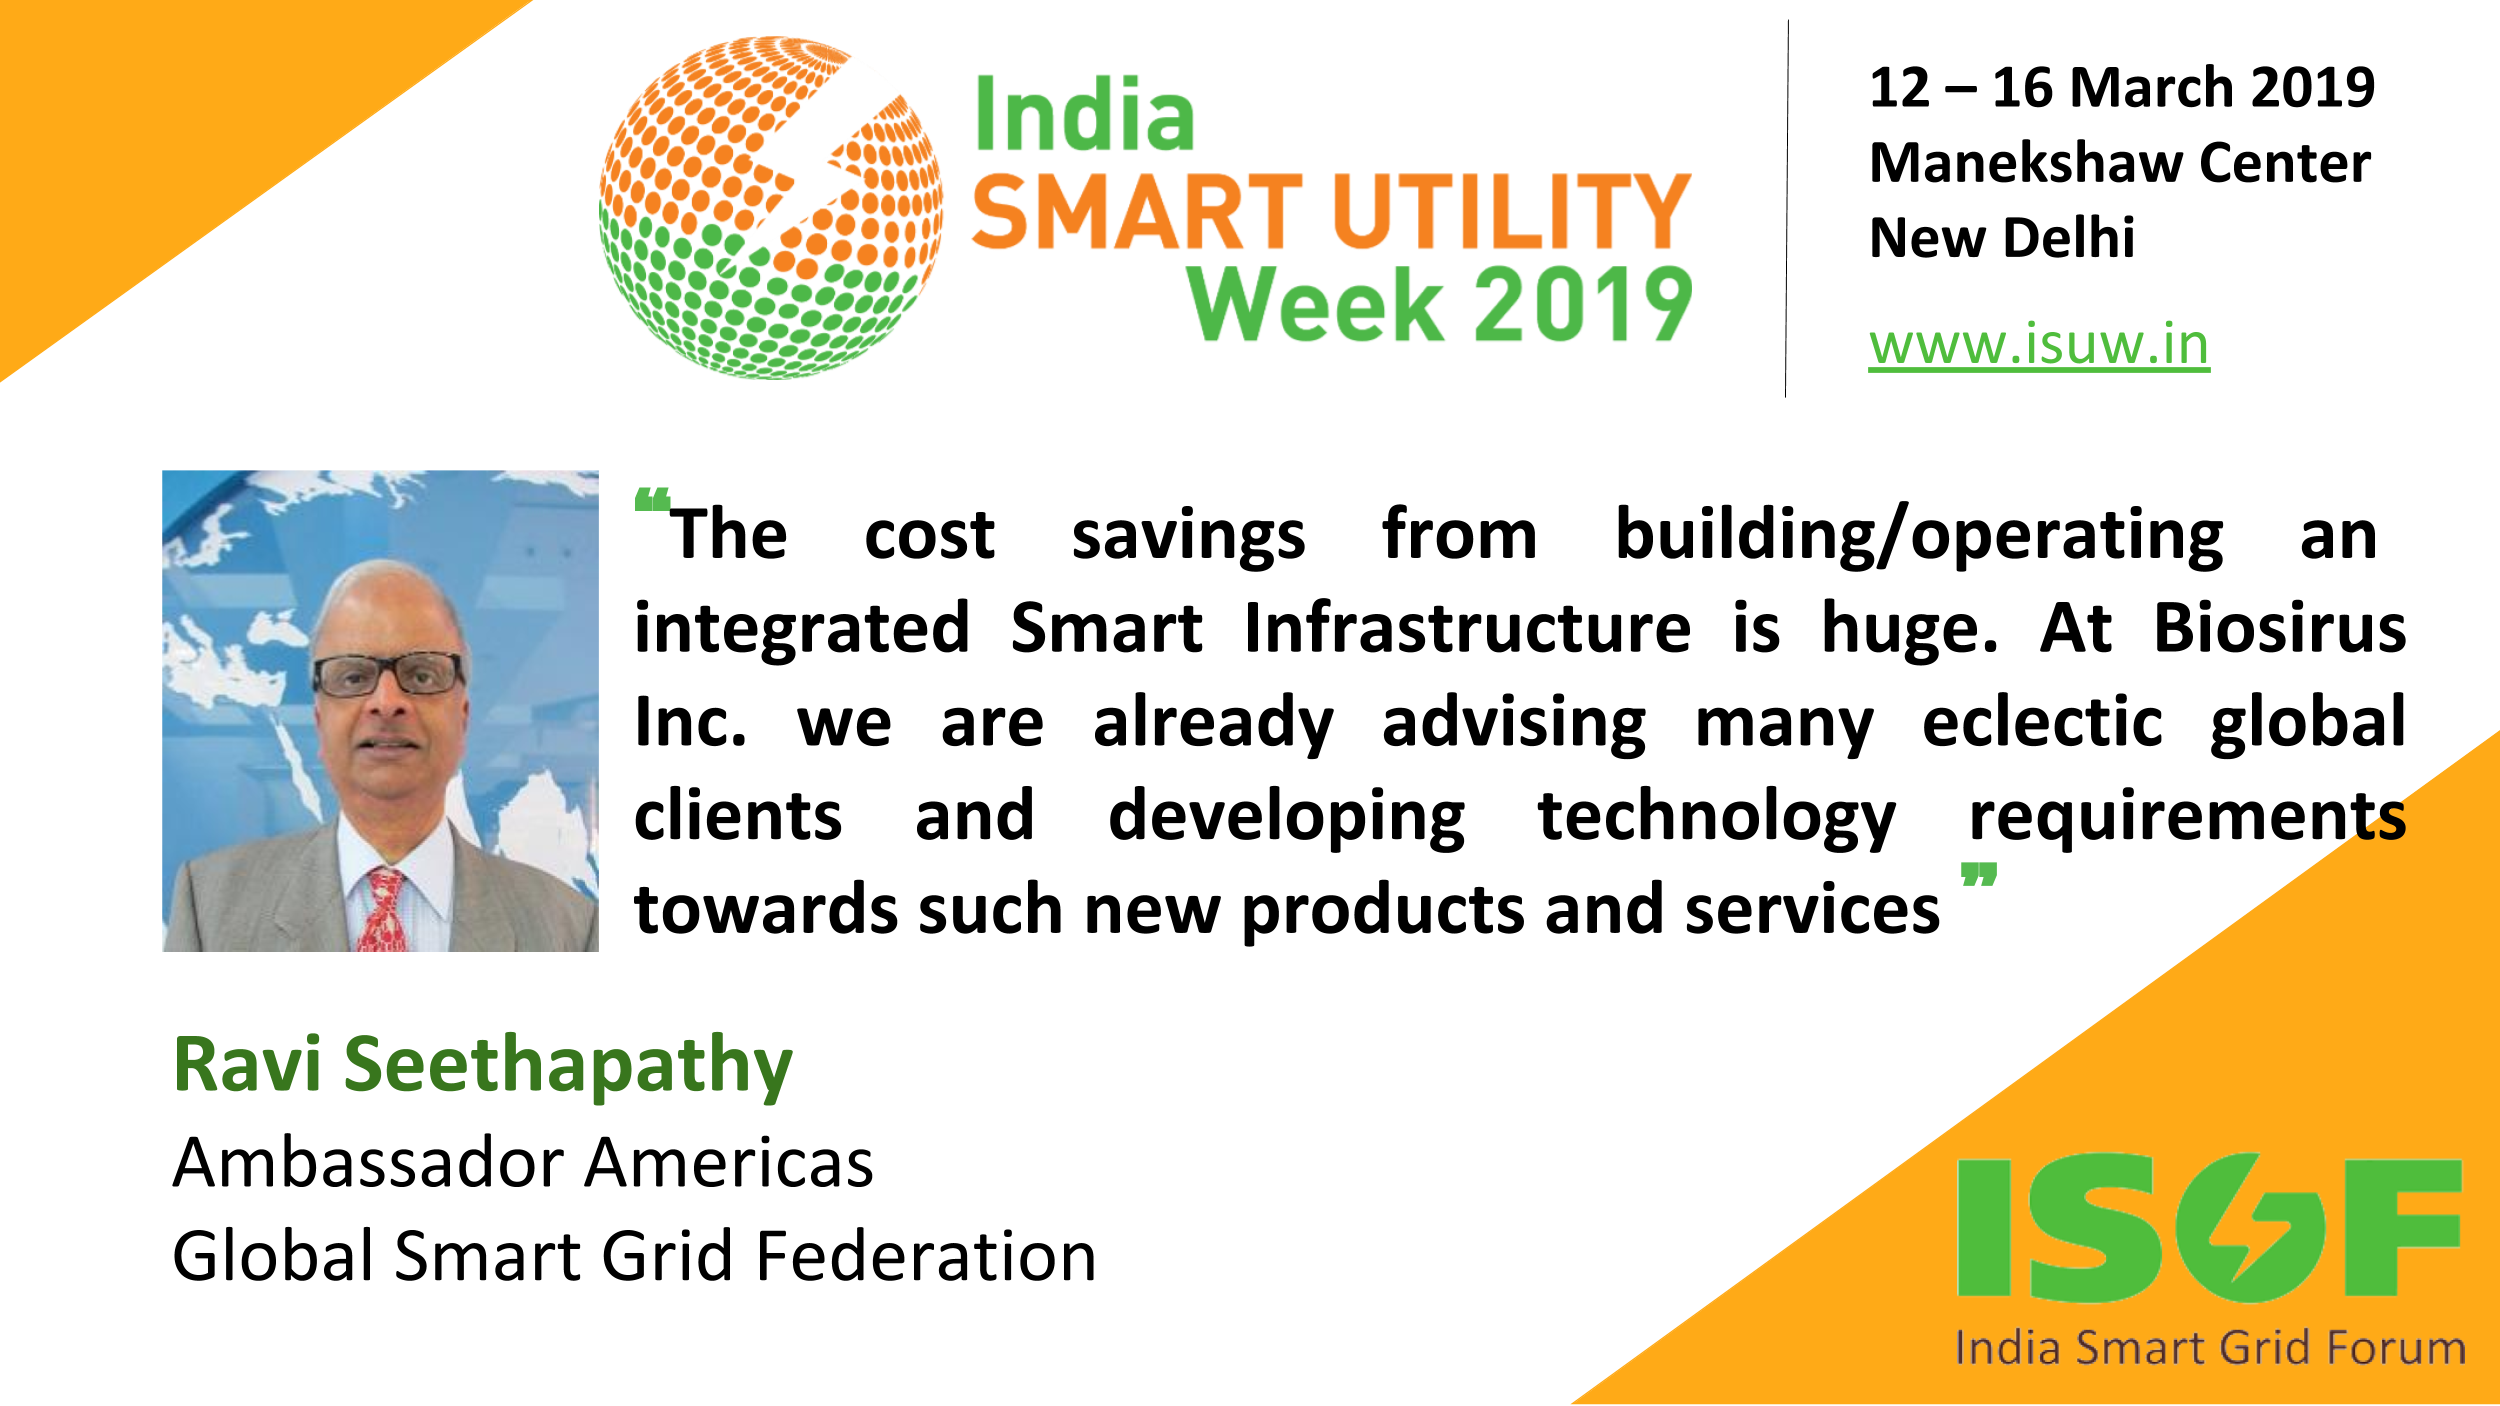 India
SMART UTILITY
Week 2019
12 – 16 March 2019
Manekshaw Center
New Delhi
www.isuw.in
❝The cost savings from building/operating an
integrated Smart Infrastructure is huge. At Biosirus
Inc. we are already advising many eclectic global
clients and developing technology requirements
towards such new products and services ❞
Ravi Seethapathy
Ambassador Americas
Global Smart Grid Federation
ISGF
India Smart Grid Forum